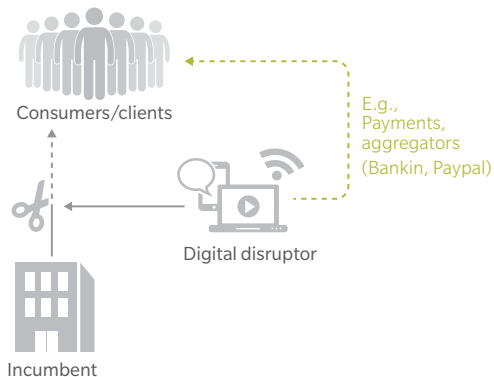 Consumers/clients
E.g.,
Payments,
aggregators
(Bankin, Paypal)
Digital disruptor
Incumbent